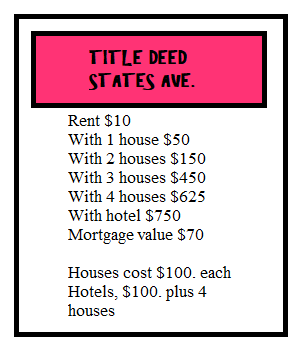 TITLE DEED
STATES AVE.
Rent $10
With 1 house $50
With 2 houses $150
With 3 houses $450
With 4 houses $625
With hotel $750
Mortgage value $70
Houses cost $100. each
Hotels, $100. plus 4
houses